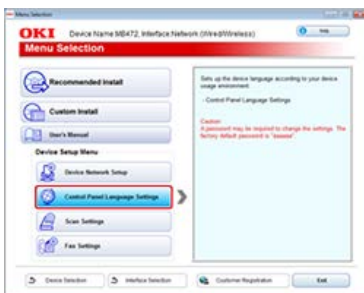 Menu Selection
OKI Device Name:MB472, Interface:Network (Wired/Wireless)
Menu Selection
Recommended Install
Custom Install
User's Manual
Device Setup Menu
Device Network Setup
Control Panel Language Settings
Scan Settings
Fax Settings
Sets up the device language according to your device
usage environment.
- Control Panel Language Settings
Caution:
A password may be required to change the settings. The
factory default password is "aaaaaa".
Device Selection
Interface Selection
Customer Registration
Exit